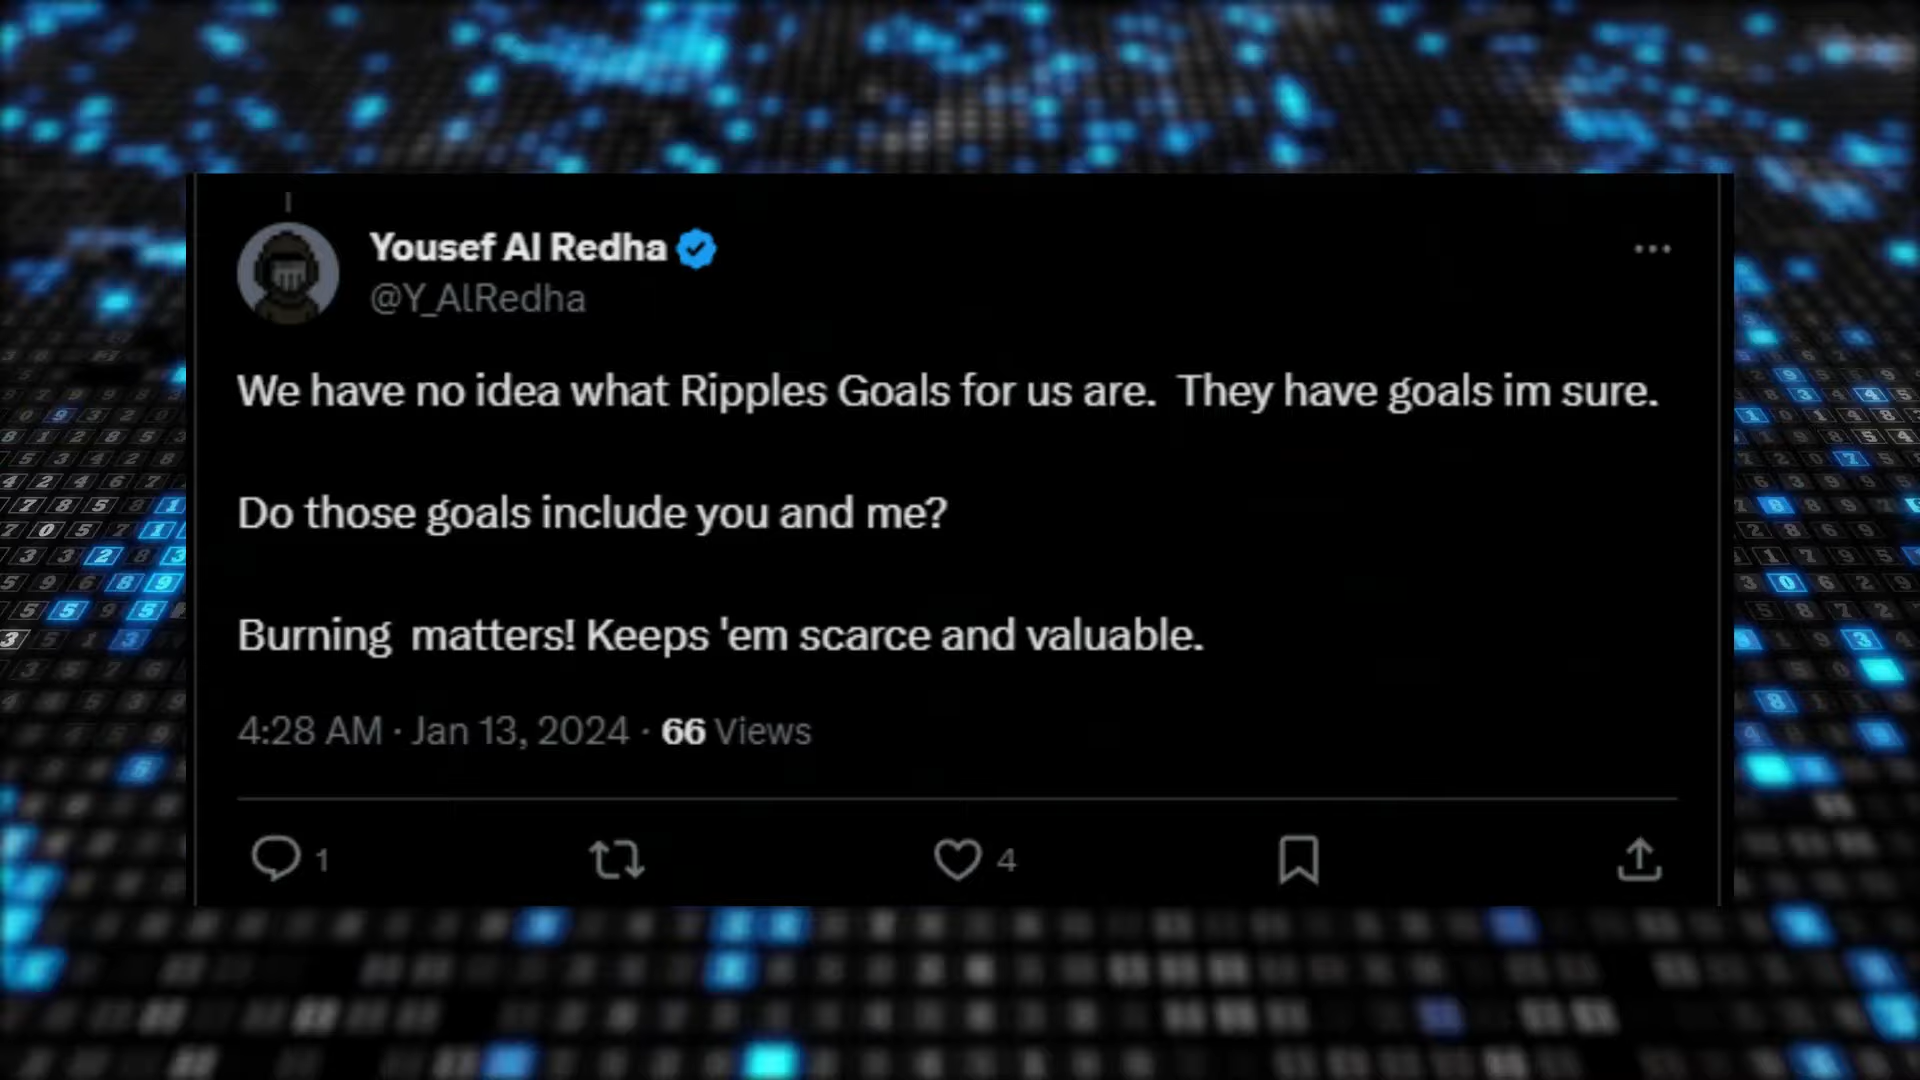 Yousef Al Redha
@Y_AlRedha
We have no idea what Ripples Goals for us are.  They have goals im sure.
Do those goals include you and me?
Burning  matters! Keeps 'em scarce and valuable.
4:28 AM · Jan 13, 2024 · 66 Views
1 4